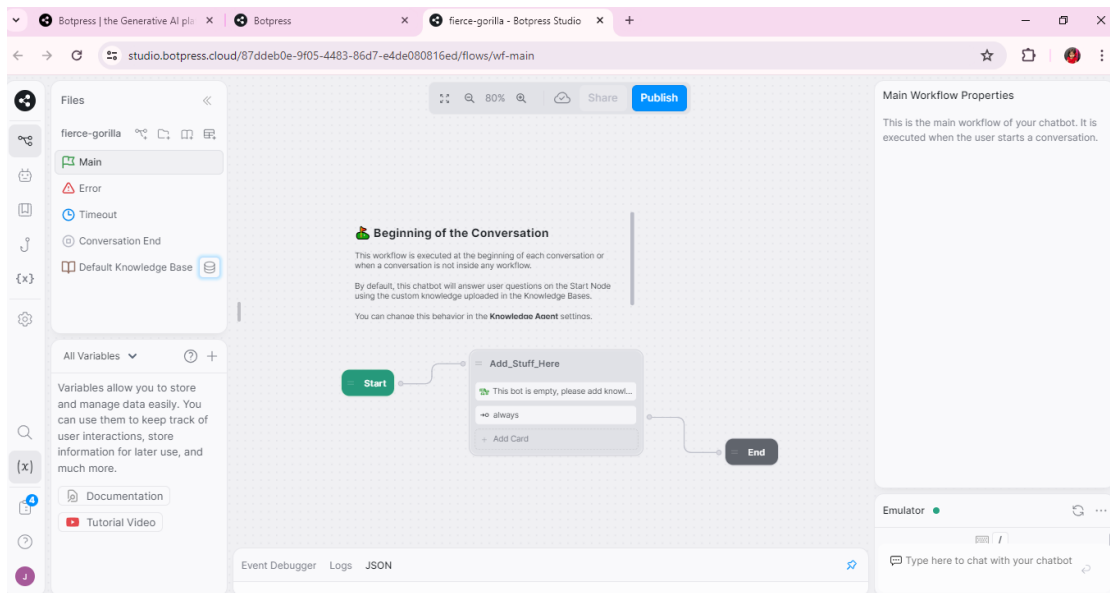 Botpress | the Generative AI pla
Botpress
fierce-gorilla - Botpress Studio
studio.botpress.cloud/87ddeb0e-9f05-4483-86d7-e4de080816ed/flows/wf-main
Files
fierce-gorilla
Main
Error
Timeout
Conversation End
Default Knowledge Base
{x}
All Variables
Variables allow you to store
and manage data easily. You
can use them to keep track of
user interactions, store
information for later use, and
much more.
Documentation
Tutorial Video
(x)
4
J
80%
Share
Publish
Beginning of the Conversation
This workflow is executed at the beginning of each conversation or
when a conversation is not inside any workflow.
By default, this chatbot will answer user questions on the Start Node
using the custom knowledge uploaded in the Knowledge Bases.
You can change this behavior in the Knowledge Agent settings.
Start
Add_Stuff_Here
This bot is empty, please add knowl...
always
+ Add Card
End
Event Debugger Logs JSON
Main Workflow Properties
This is the main workflow of your chatbot. It is
executed when the user starts a conversation.
Emulator
/
Type here to chat with your chatbot